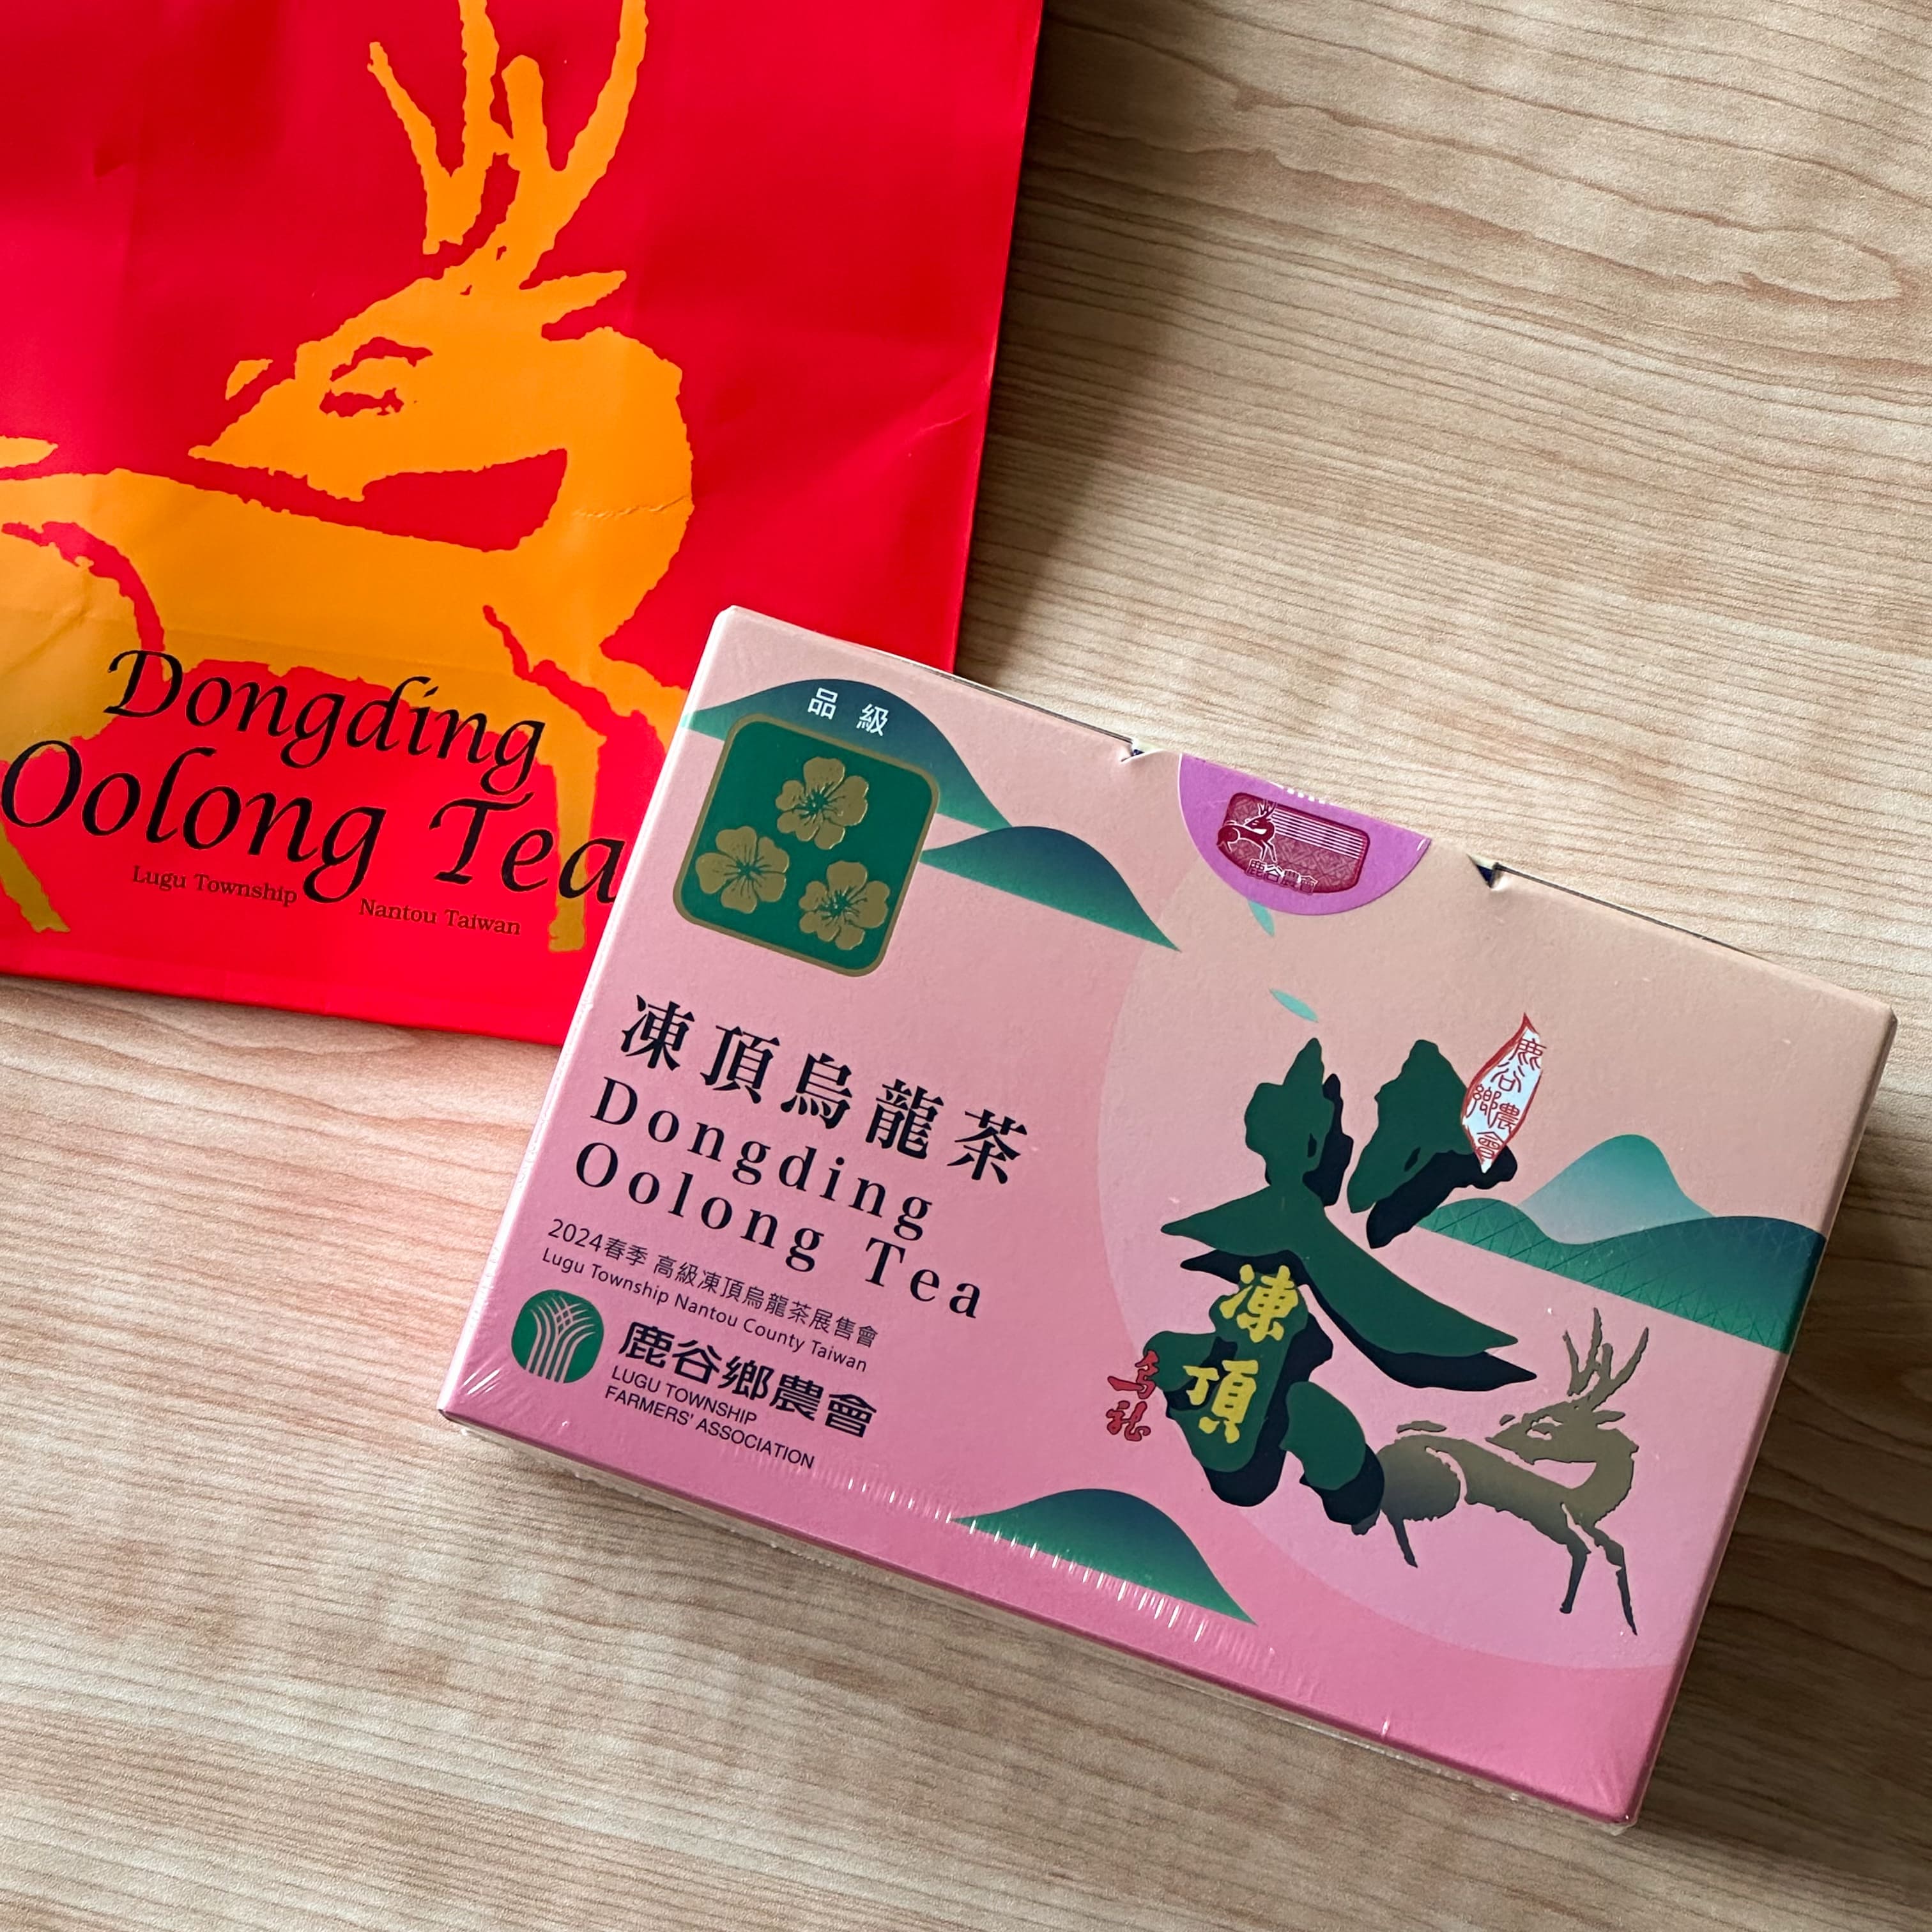 Dongding
Oolong Tea
Lugu Township Nantou Taiwan
品級
鹿谷農會
凍頂烏龍茶
Dongding
Oolong Tea
2024春季 高級凍頂烏龍茶展售會
Lugu Township Nantou County Taiwan
鹿谷鄉農會
LUGU TOWNSHIP
FARMERS' ASSOCIATION
鹿谷鄉農會
茶
凍頂
烏龍